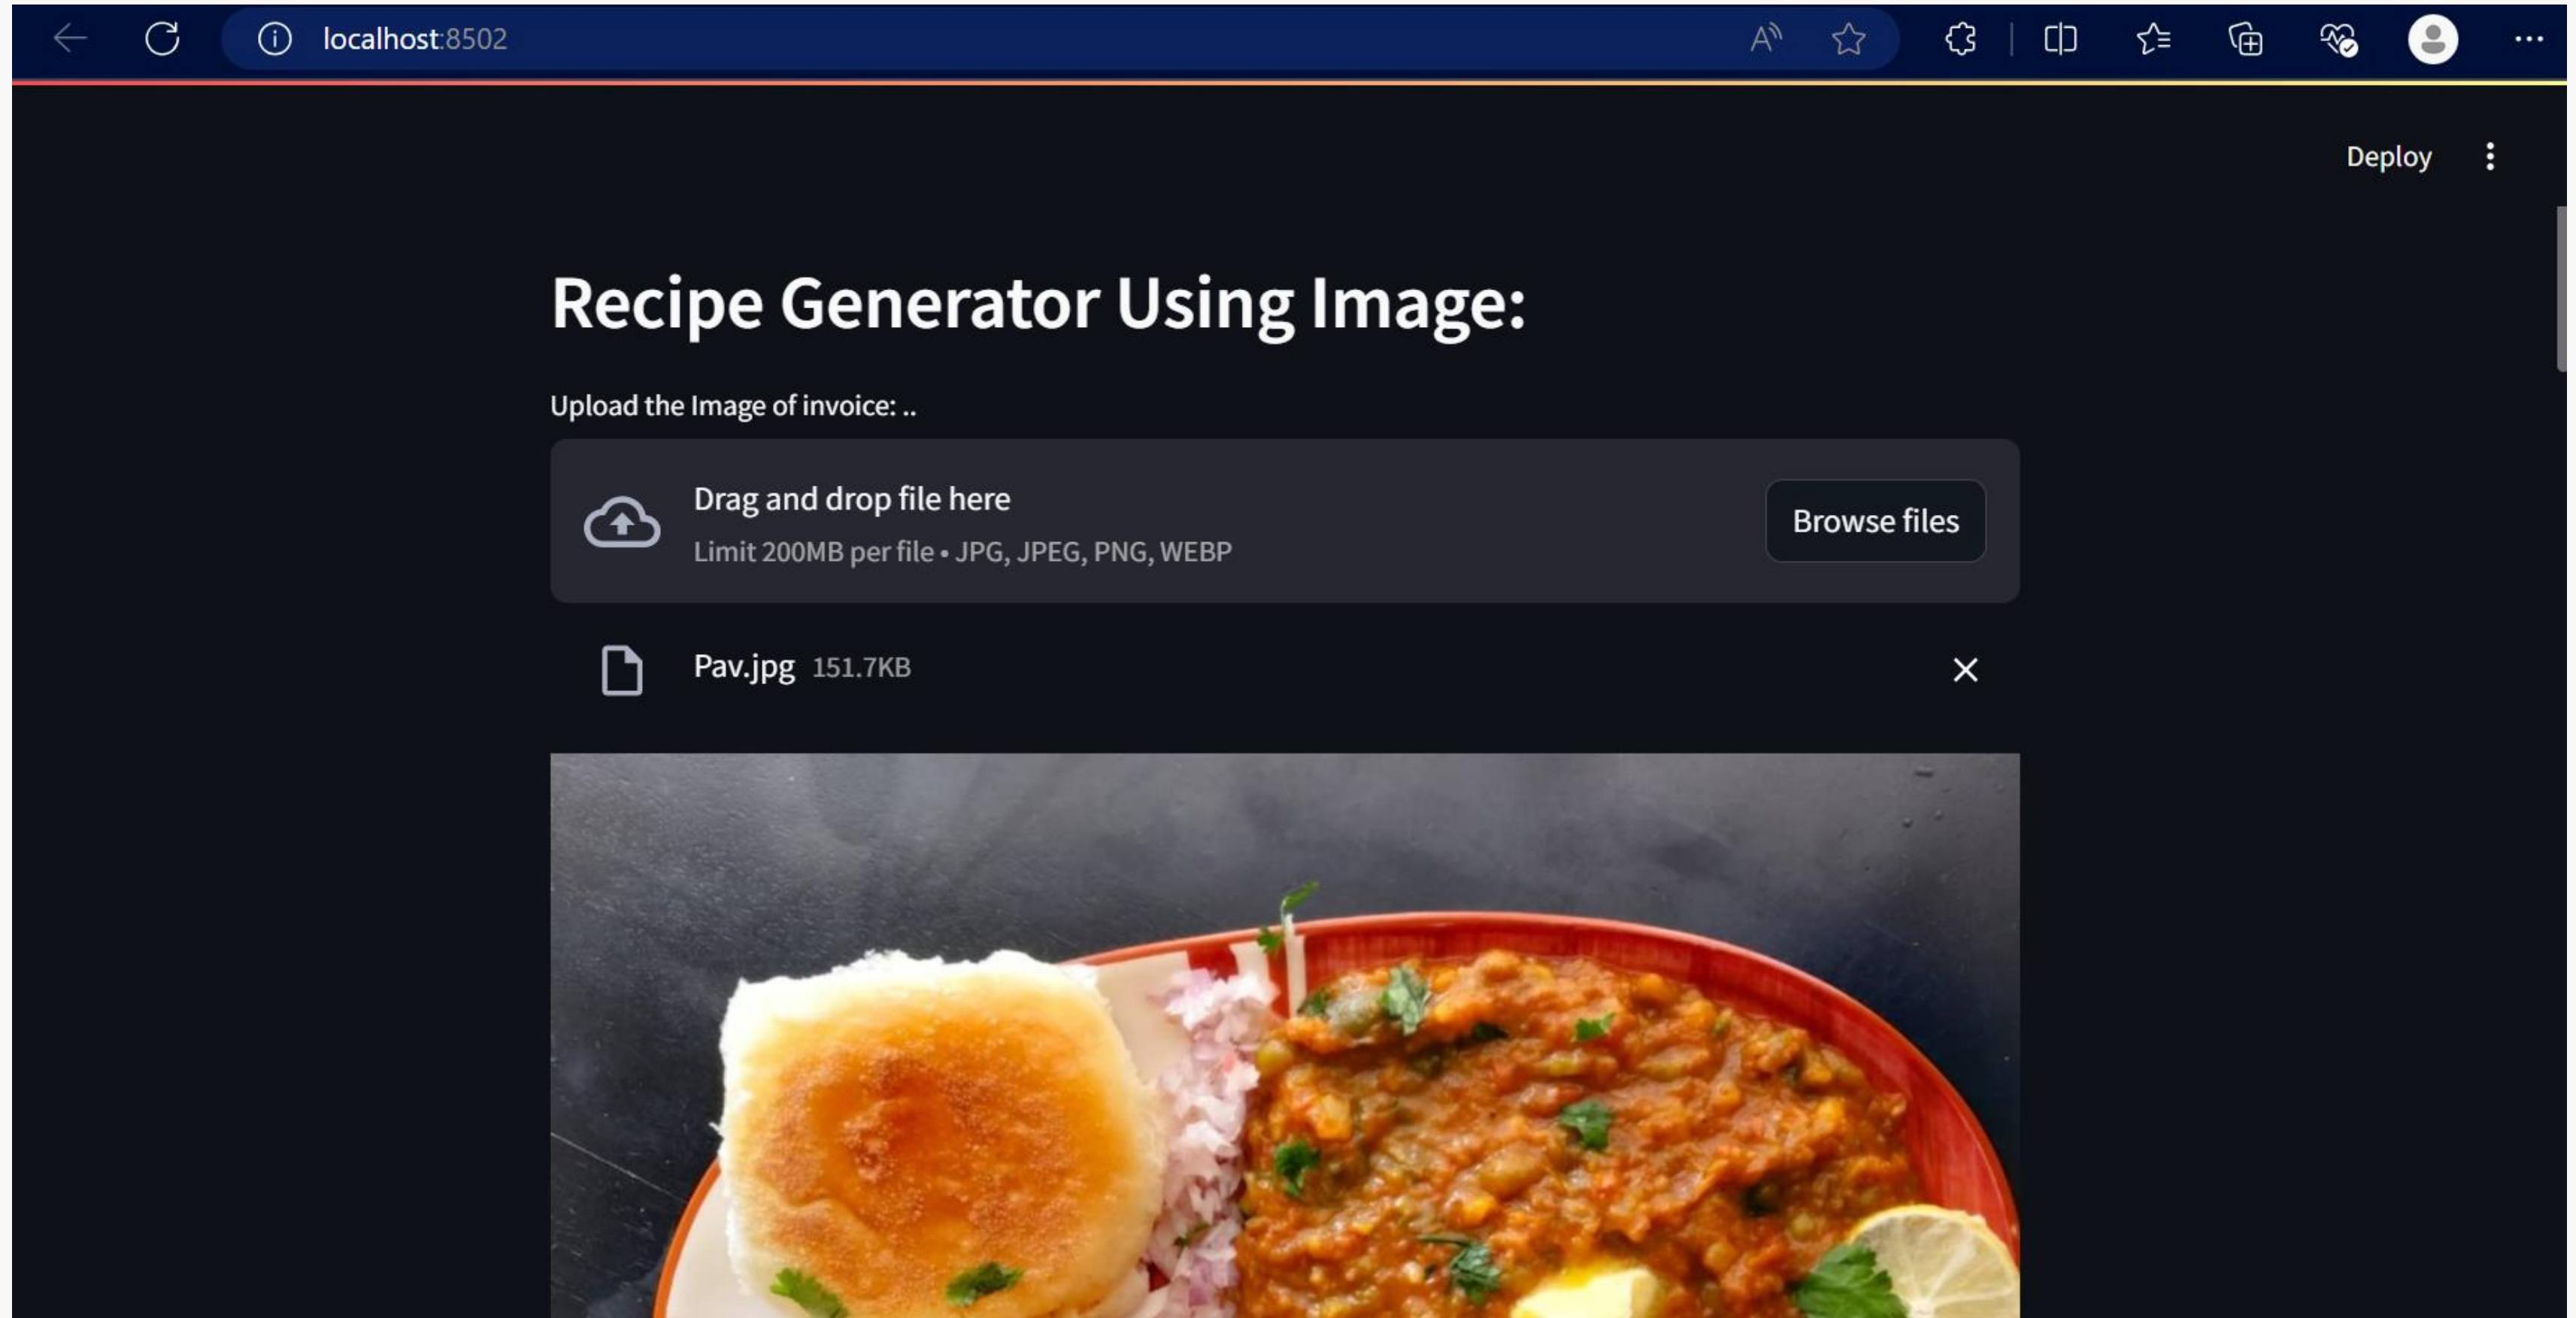 localhost:8502
Deploy
Recipe Generator Using Image:
Upload the Image of invoice: ..
Drag and drop file here
Limit 200MB per file • JPG, JPEG, PNG, WEBP
Browse files
Pav.jpg 151.7KB